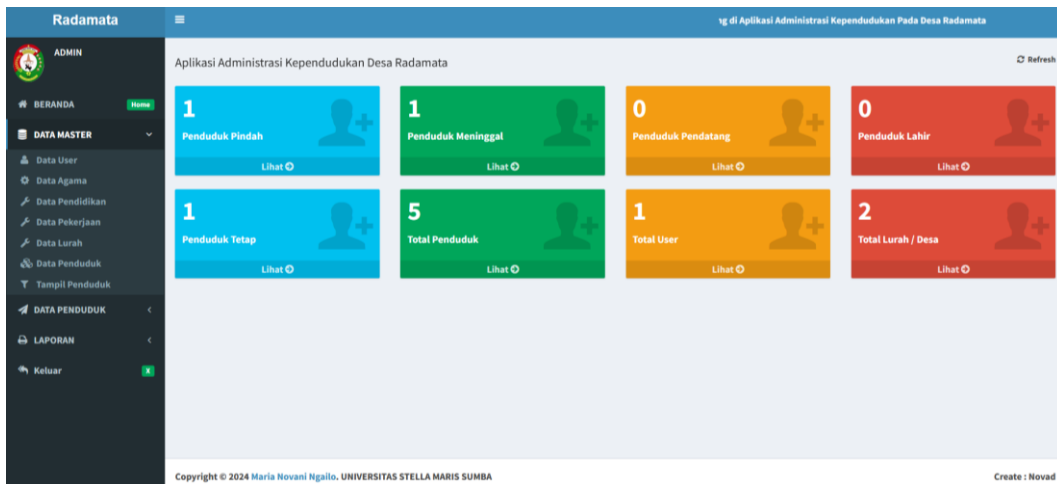 Radamata
ng di Aplikasi Administrasi Kependudukan Pada Desa Radamata
ADMIN
BERANDA Home
DATA MASTER
Data User
Data Agama
Data Pendidikan
Data Pekerjaan
Data Lurah
Data Penduduk
Tampil Penduduk
DATA PENDUDUK
LAPORAN
Keluar X
Aplikasi Administrasi Kependudukan Desa Radamata
Refresh
1
Penduduk Pindah
Lihat
1
Penduduk Meninggal
Lihat
0
Penduduk Pendatang
Lihat
0
Penduduk Lahir
Lihat
1
Penduduk Tetap
Lihat
5
Total Penduduk
Lihat
1
Total User
Lihat
2
Total Lurah / Desa
Lihat
Copyright © 2024 Maria Novani Ngailo. UNIVERSITAS STELLA MARIS SUMBA
Create : Novad